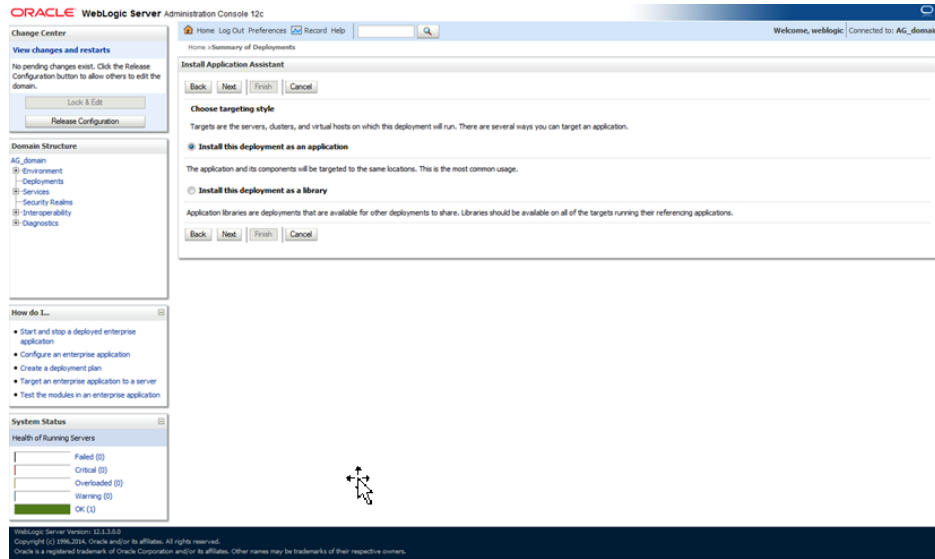 ORACLE WebLogic Server Administration Console 12c
Change Center
View changes and restarts
No pending changes exist. Click the Release
Configuration button to allow others to edit the
domain.
Lock & Edit
Release Configuration
Domain Structure
AG_domain
Environment
Deployments
Services
Security Realms
Interoperability
Diagnostics
How do I...
Start and stop a deployed enterprise
application
Configure an enterprise application
Create a deployment plan
Target an enterprise application to a server
Test the modules in an enterprise application
System Status
Health of Running Servers
Failed (0)
Critical (0)
Overloaded (0)
Warning (0)
OK (1)
Home Log Out Preferences Record Help
Welcome, weblogic Connected to: AG_domain
Home >Summary of Deployments
Install Application Assistant
Back Next Finish Cancel
Choose targeting style
Targets are the servers, clusters, and virtual hosts on which this deployment will run. There are several ways you can target an application.
Install this deployment as an application
The application and its components will be targeted to the same locations. This is the most common usage.
Install this deployment as a library
Application libraries are deployments that are available for other deployments to share. Libraries should be available on all of the targets running their referencing applications.
Back Next Finish Cancel
WebLogic Server Version: 12.1.3.0.0
Copyright (c) 1996,2014, Oracle and/or its affiliates. All rights reserved.
Oracle is a registered trademark of Oracle Corporation and/or its affiliates. Other names may be trademarks of their respective owners.